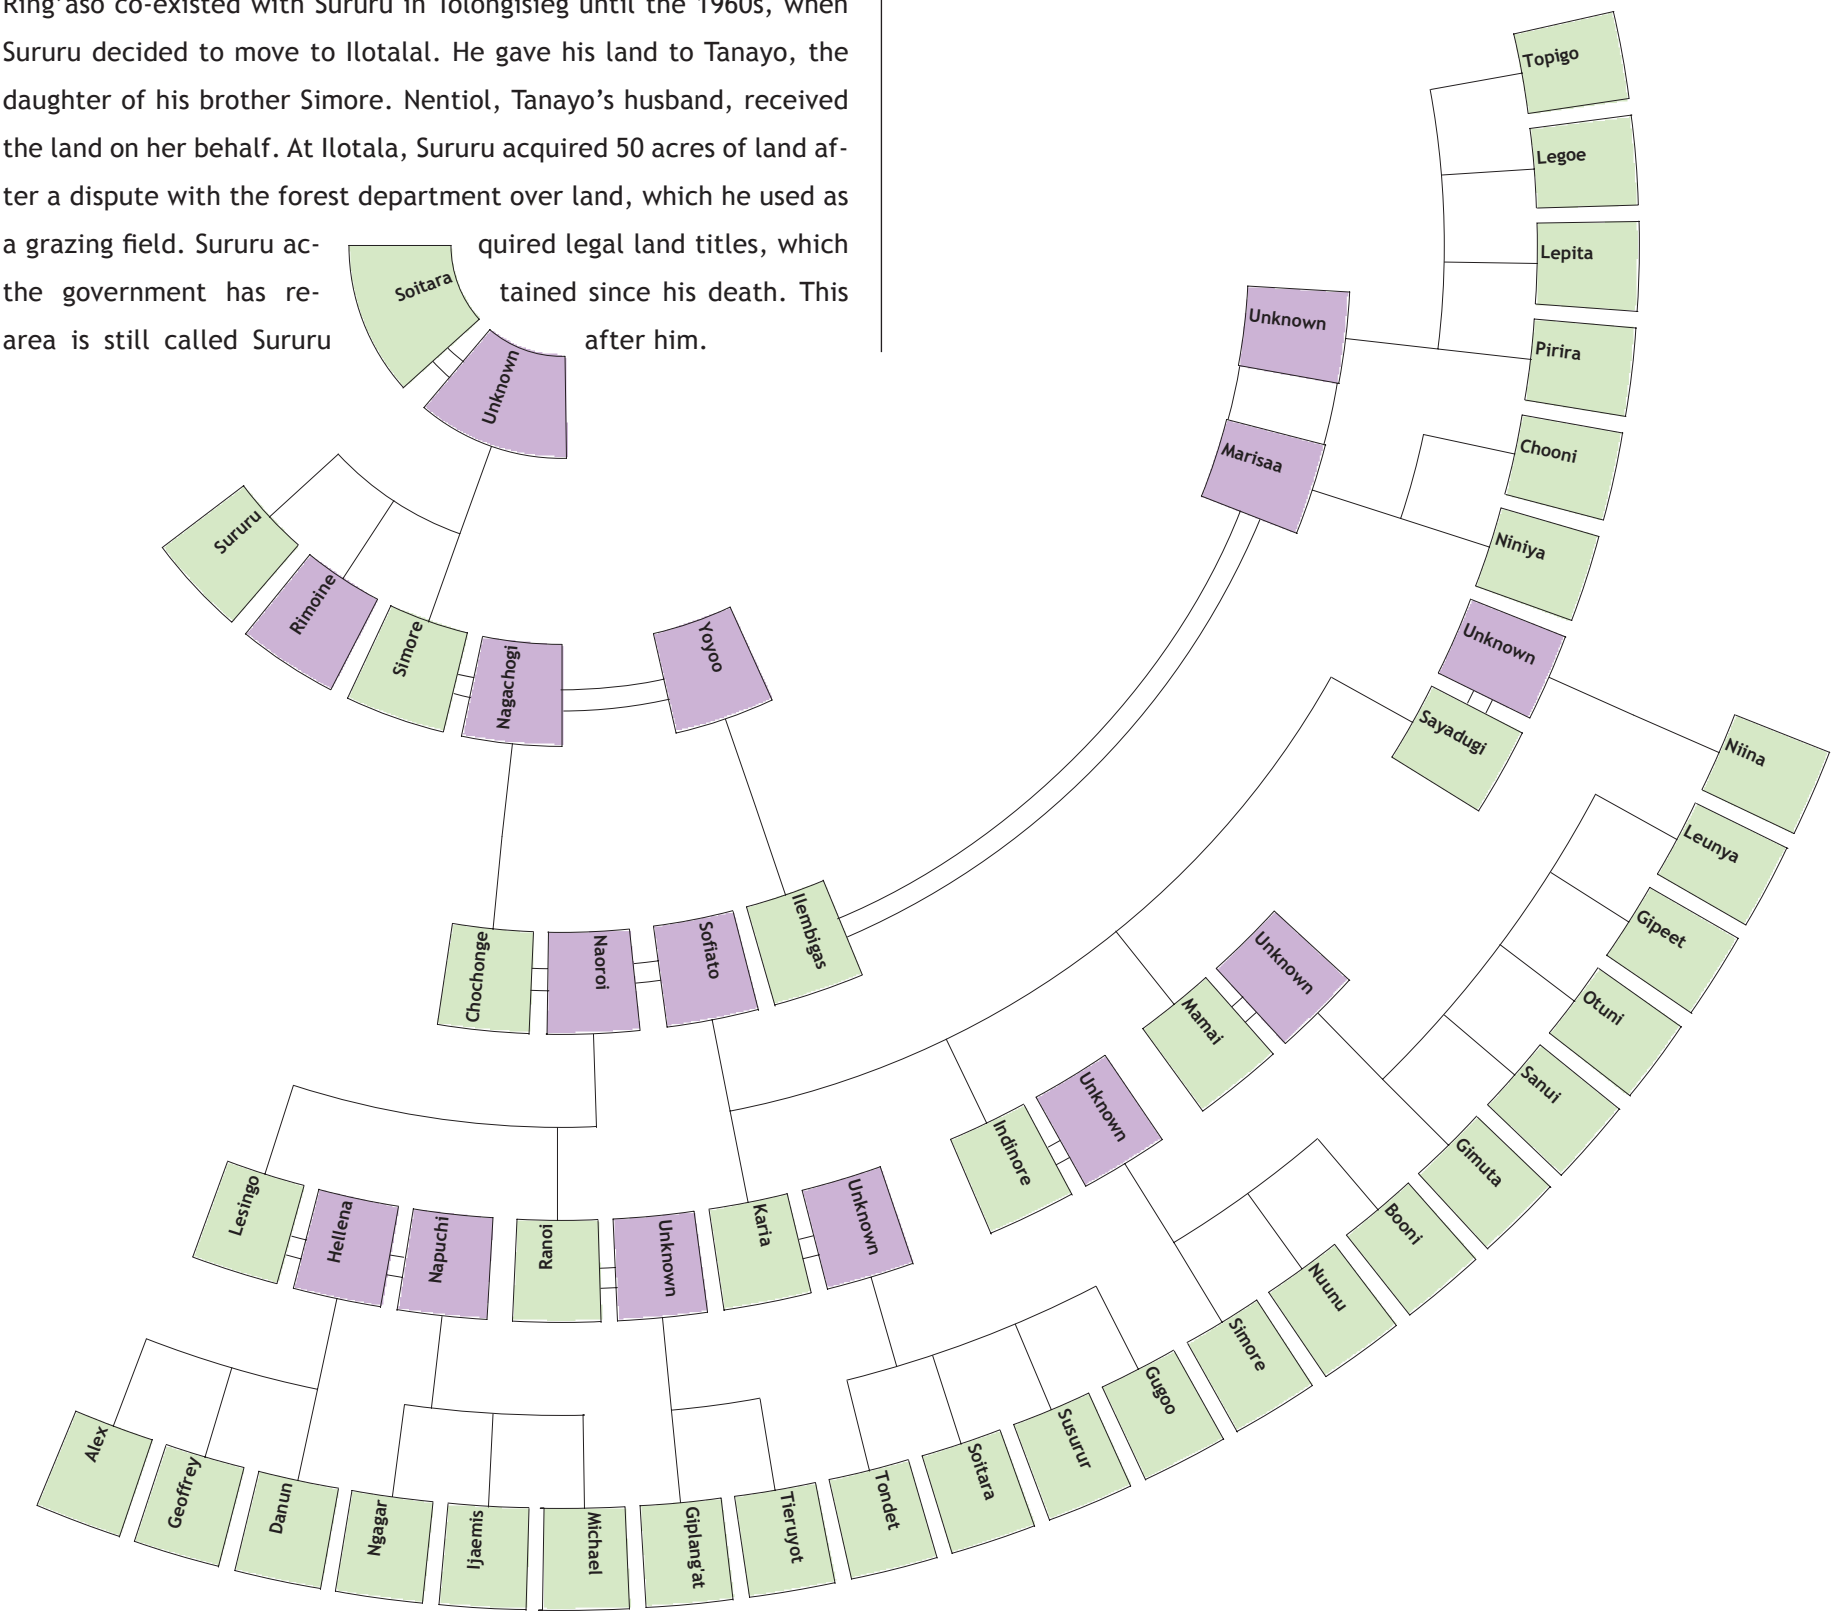 Ring'aso co-existed with Sururu in Tolongisieg until the 1960s, when
Sururu decided to move to Ilotalal. He gave his land to Tanayo, the
daughter of his brother Simore. Nentiol, Tanayo's husband, received
the land on her behalf. At Ilotala, Sururu acquired 50 acres of land af-
ter a dispute with the forest department over land, which he used as
a grazing field. Sururu ac- quired legal land titles, which
the government has re- tained since his death. This
area is still called Sururu after him.
Soitara
Unknown
Sururu
Rimoine
Simore
Nagachogi
Yoyoo
Chochonge
Naoroi
Sofiato
Ilembigas
Marisaa
Unknown
Lesingo
Hellena
Napuchi
Ranoi
Unknown
Karia
Unknown
Indinore
Unknown
Mamai
Unknown
Sayadugi
Unknown
Topigo
Legoe
Lepita
Pirira
Chooni
Niniya
Niina
Leunya
Gipeet
Otuni
Sanui
Gimuta
Booni
Nuunu
Simore
Gugoo
Susurur
Soitara
Tondet
Tieruyot
Giplang'at
Michael
Ijaemis
Ngagar
Danun
Geoffrey
Alex